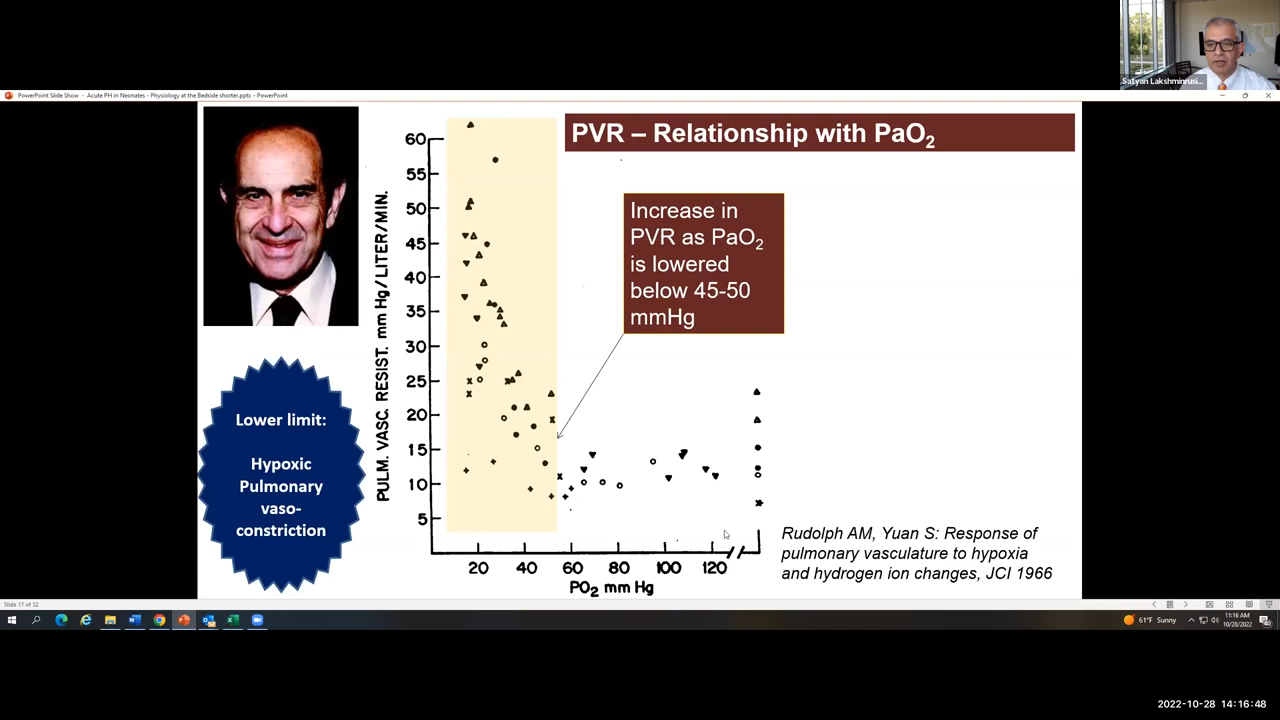 Satyan Lakshminrusi...
PowerPoint Slide Show - Acute PH in Neonates - Physiology at the Bedside shorter.pptx - PowerPoint
PVR – Relationship with PaO2
Increase in
PVR as PaO2
is lowered
below 45-50
mmHg
Lower limit:
Hypoxic
Pulmonary
vaso-
constriction
PULM. VASC. RESIST. mm Hg/LITER/MIN.
60
55
50
45
40
35
30
25
20
15
10
5
20 40 60 80 100 120
PO2 mm Hg
Rudolph AM, Yuan S: Response of
pulmonary vasculature to hypoxia
and hydrogen ion changes, JCI 1966
Slide 17 of 32
61°F Sunny
11:16 AM
10/28/2022
2022-10-28 14:16:48